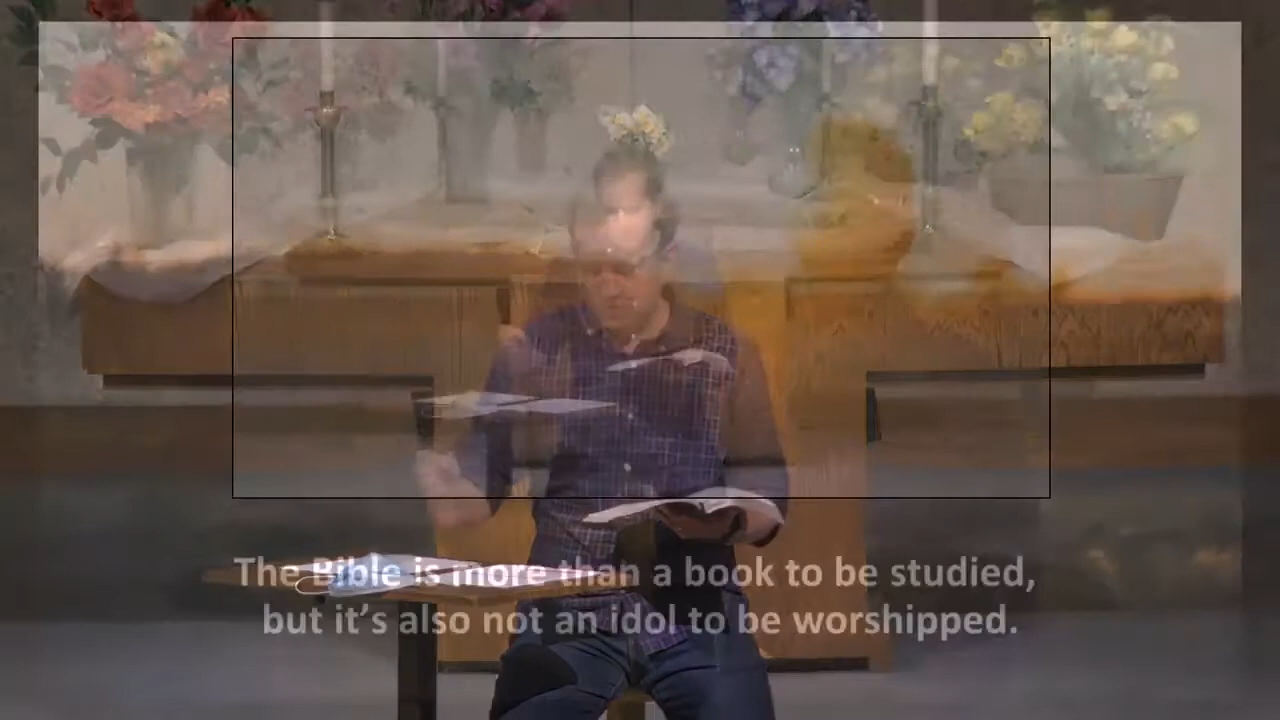 The Bible is more than a book to be studied,
but it’s also not an idol to be worshipped.